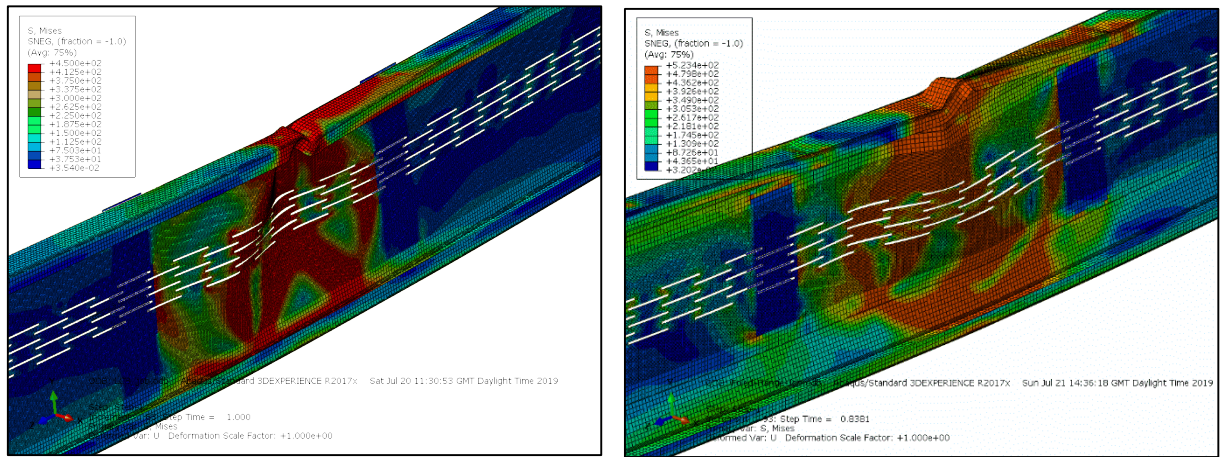 S, Mises
SNEG, (fraction = -1.0)
(Avg: 75%)
+4.500e+02
+4.125e+02
+3.750e+02
+3.375e+02
+3.000e+02
+2.625e+02
+2.250e+02
+1.875e+02
+1.500e+02
+1.125e+02
+7.503e+01
+3.753e+01
+3.540e-02
Abaqus/Standard 3DEXPERIENCE R2017x Sat Jul 20 11:30:53 GMT Daylight Time 2019
Step Time = 1.000
S, Mises
Var: U Deformation Scale Factor: +1.000e+00
S, Mises
SNEG, (fraction = -1.0)
(Avg: 75%)
+5.234e+02
+4.798e+02
+4.362e+02
+3.926e+02
+3.490e+02
+3.053e+02
+2.617e+02
+2.181e+02
+1.745e+02
+1.309e+02
+8.726e+01
+4.365e+01
Abaqus/Standard 3DEXPERIENCE R2017x Sun Jul 21 14:36:18 GMT Daylight Time 2019
93: Step Time = 0.8381
Var: S, Mises
Deformed Var: U Deformation Scale Factor: +1.000e+00